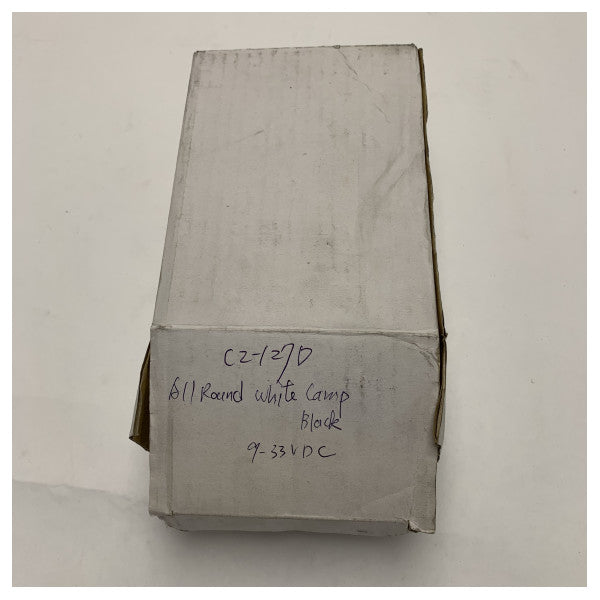 C2-127D
All Round White Lamp
Black
9-33VDC